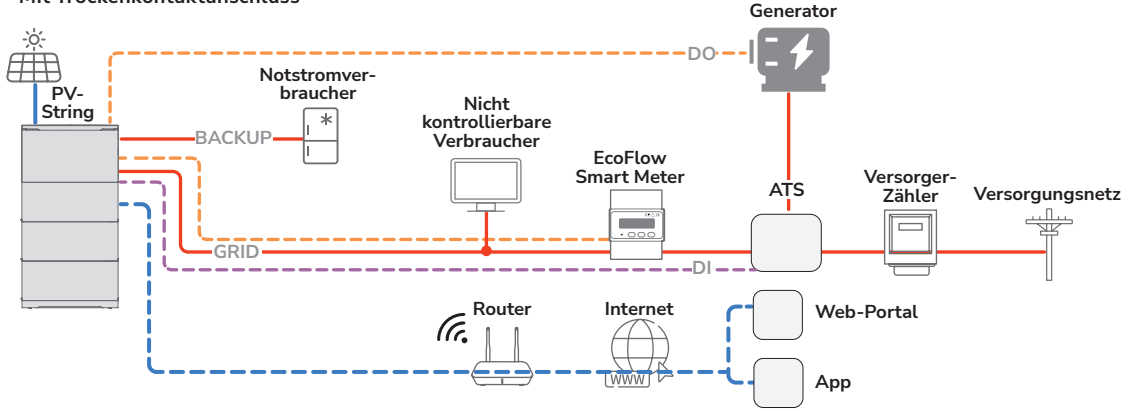 Mit Trockenkontaktanschluss
Generator
DO
PV-
String
Notstromver-
braucher
BACKUP
Nicht
kontrollierbare
Verbraucher
EcoFlow
Smart Meter
ATS
Versorger-
Zähler
Versorgungsnetz
GRID
DI
Router
Internet
WWW
Web-Portal
App